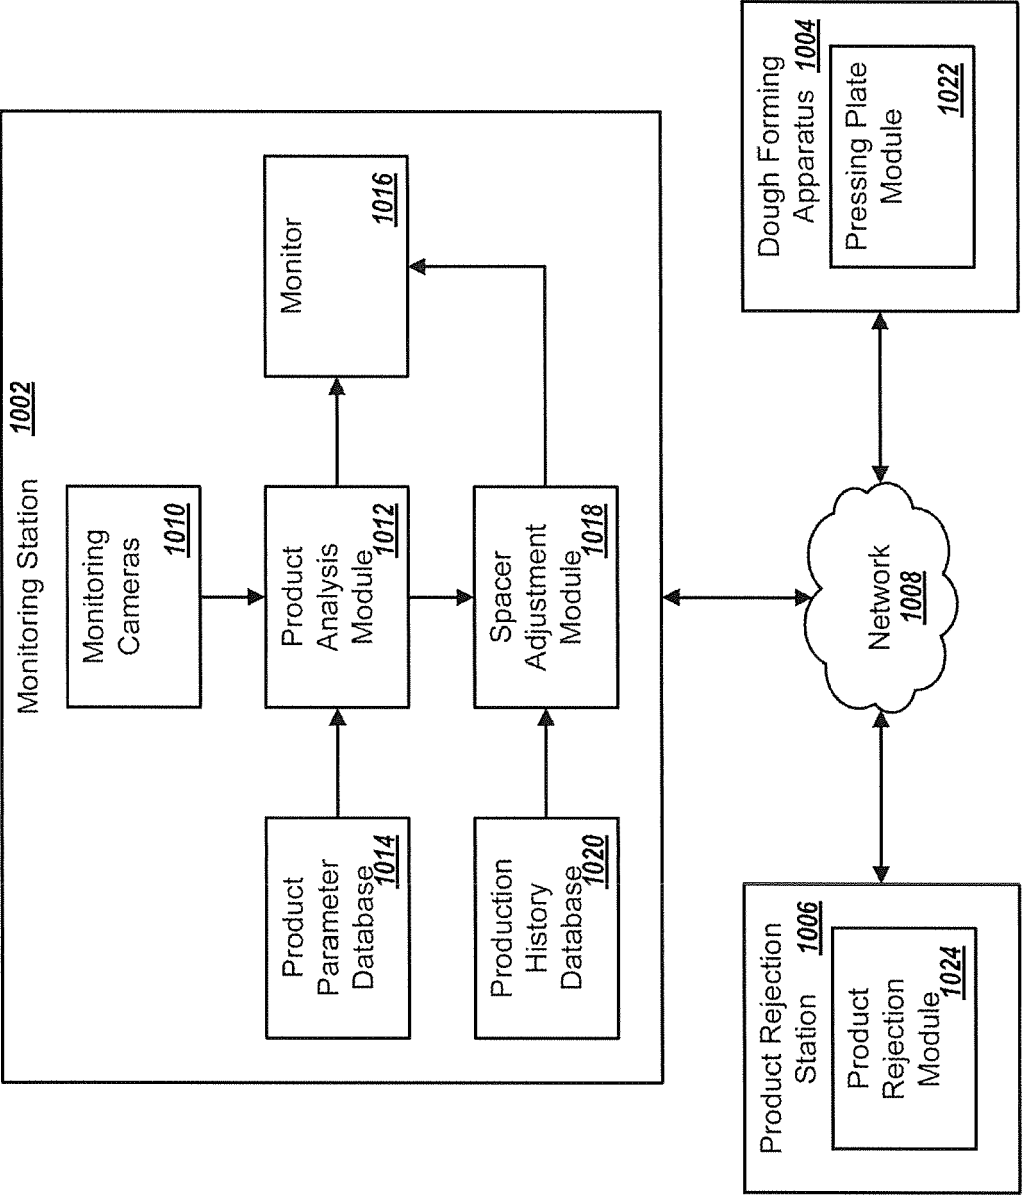 Monitoring Station 1002
Monitoring
Cameras
1010
Product
Parameter
Database
1014
Product
Analysis
Module
1012
Monitor
1016
Production
History
Database
1020
Spacer
Adjustment
Module
1018
Network
1008
Product Rejection
Station 1006
Product
Rejection
Module
1024
Dough Forming
Apparatus 1004
Pressing Plate
Module
1022